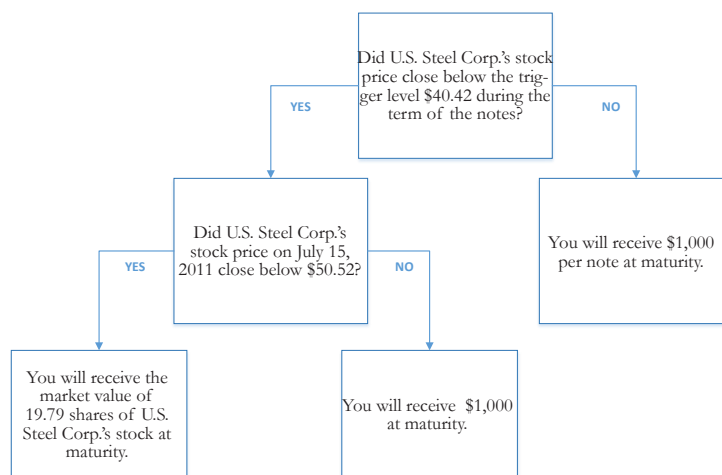 Did U.S. Steel Corp.'s stock
price close below the trig-
ger level $40.42 during the
term of the notes?
YES
NO
Did U.S. Steel Corp.'s
stock price on July 15,
2011 close below $50.52?
You will receive $1,000
per note at maturity.
YES
NO
You will receive the
market value of
19.79 shares of U.S.
Steel Corp.'s stock at
maturity.
You will receive $1,000
at maturity.